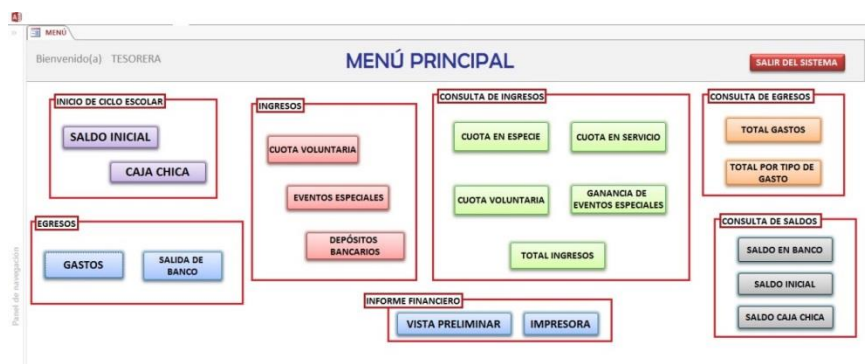 MENÚ
Bienvenido(a) TESORERA
MENÚ PRINCIPAL
SALIR DEL SISTEMA
INICIO DE CICLO ESCOLAR
SALDO INICIAL
CAJA CHICA
EGRESOS
GASTOS
SALIDA DE
BANCO
INGRESOS
CUOTA VOLUNTARIA
EVENTOS ESPECIALES
DEPÓSITOS
BANCARIOS
CONSULTA DE INGRESOS
CUOTA EN ESPECIE
CUOTA EN SERVICIO
CUOTA VOLUNTARIA
GANANCIA DE
EVENTOS ESPECIALES
TOTAL INGRESOS
INFORME FINANCIERO
VISTA PRELIMINAR
IMPRESORA
CONSULTA DE EGRESOS
TOTAL GASTOS
TOTAL POR TIPO DE
GASTO
CONSULTA DE SALDOS
SALDO EN BANCO
SALDO INICIAL
SALDO CAJA CHICA
Panel de navegación